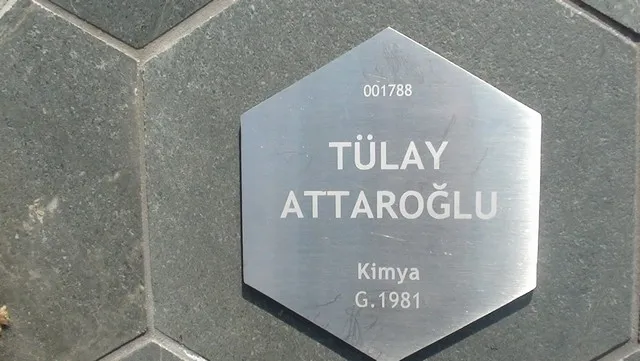 001788
TÜLAY
ATTAROĞLU
Kimya
G.1981